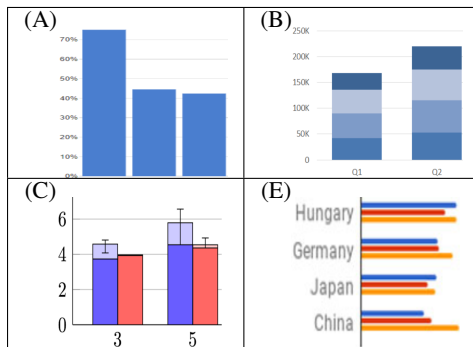 (A)
70%
60%
50%
40%
30%
20%
10%
0%
(B)
250K
200K
150K
100K
50K
0
Q1 Q2
(C)
6
4
2
0
3 5
(E)
Hungary
Germany
Japan
China